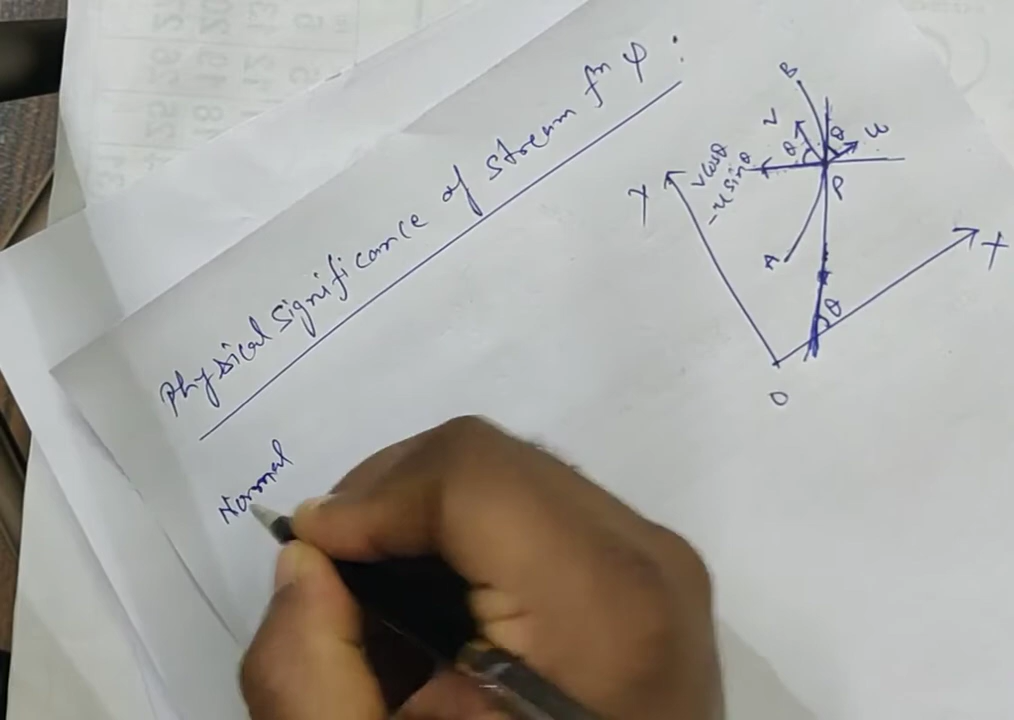 Physical Significance of stream fn ψ :
Normal
Y
v cosθ
-u sinθ
B
v
θ
θ
u
P
A
θ
X
O